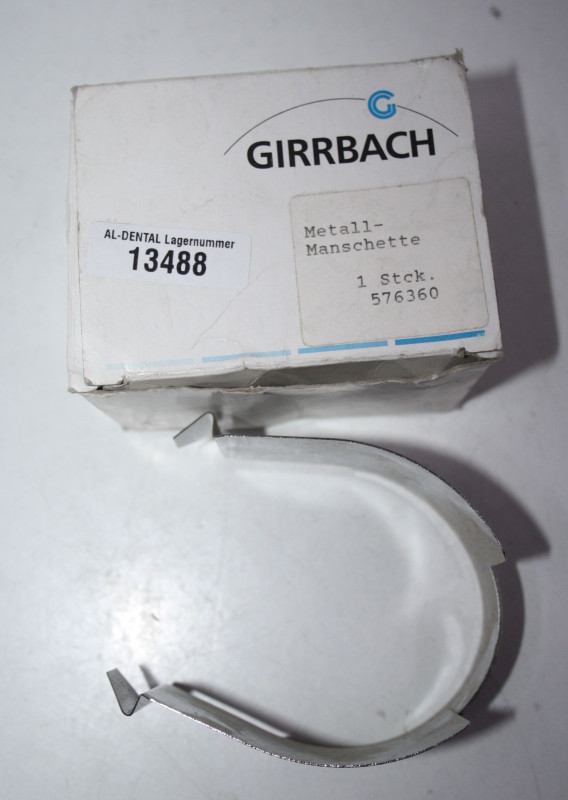 GIRRBACH
AL-DENTAL Lagernummer
13488
Metall-
Manschette
1 Stck.
576360